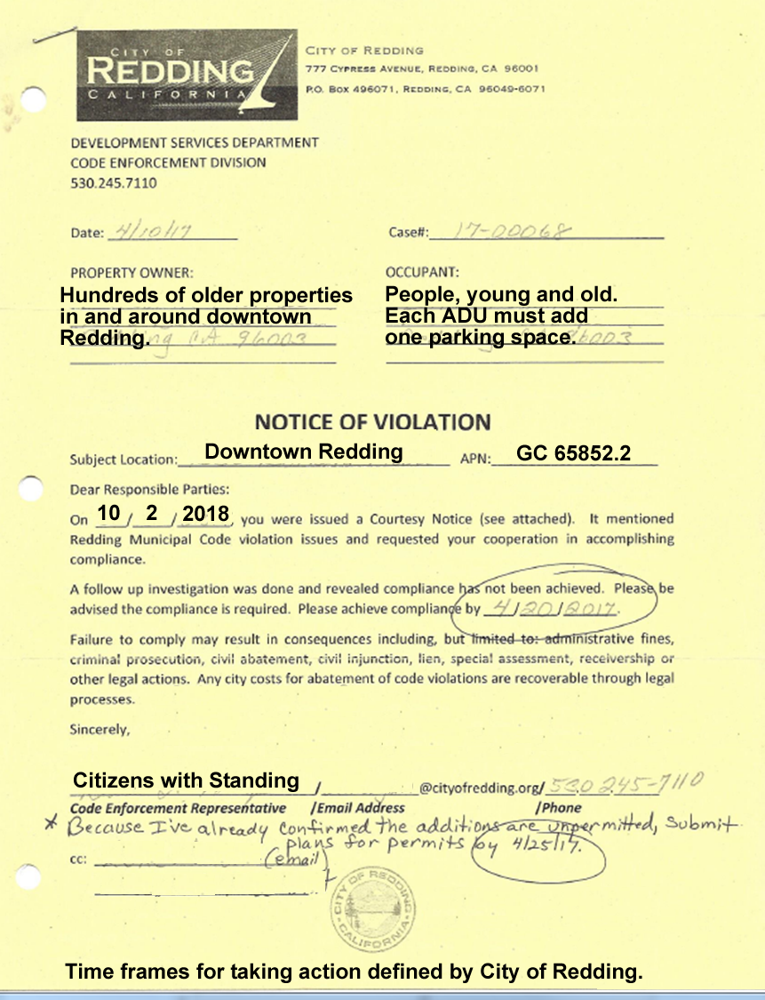 CITY OF
REDDING
CALIFORNIA
CITY OF REDDING
777 CYPRESS AVENUE, REDDING, CA 96001
P.O. BOX 496071, REDDING, CA 96049-6071
DEVELOPMENT SERVICES DEPARTMENT
CODE ENFORCEMENT DIVISION
530.245.7110
Date: 4/10/17 Case#: 17-00068
PROPERTY OWNER: OCCUPANT:
Hundreds of older properties People, young and old.
in and around downtown Each ADU must add
Redding. CA 96003 one parking space. 96003
NOTICE OF VIOLATION
Subject Location: Downtown Redding APN: GC 65852.2
Dear Responsible Parties:
On 10 / 2 / 2018, you were issued a Courtesy Notice (see attached). It mentioned
Redding Municipal Code violation issues and requested your cooperation in accomplishing
compliance.
A follow up investigation was done and revealed compliance has not been achieved. Please be
advised the compliance is required. Please achieve compliance by 4/20/2017.
Failure to comply may result in consequences including, but limited to: administrative fines,
criminal prosecution, civil abatement, civil injunction, lien, special assessment, receivership or
other legal actions. Any city costs for abatement of code violations are recoverable through legal
processes.
Sincerely,
Citizens with Standing / @cityofredding.org/ 530 245-7110
Code Enforcement Representative /Email Address /Phone
* Because I've already confirmed the additions are unpermitted, submit
plans for permits by 4/25/17.
cc: (email)
CITY OF REDDING
CALIFORNIA
Time frames for taking action defined by City of Redding.